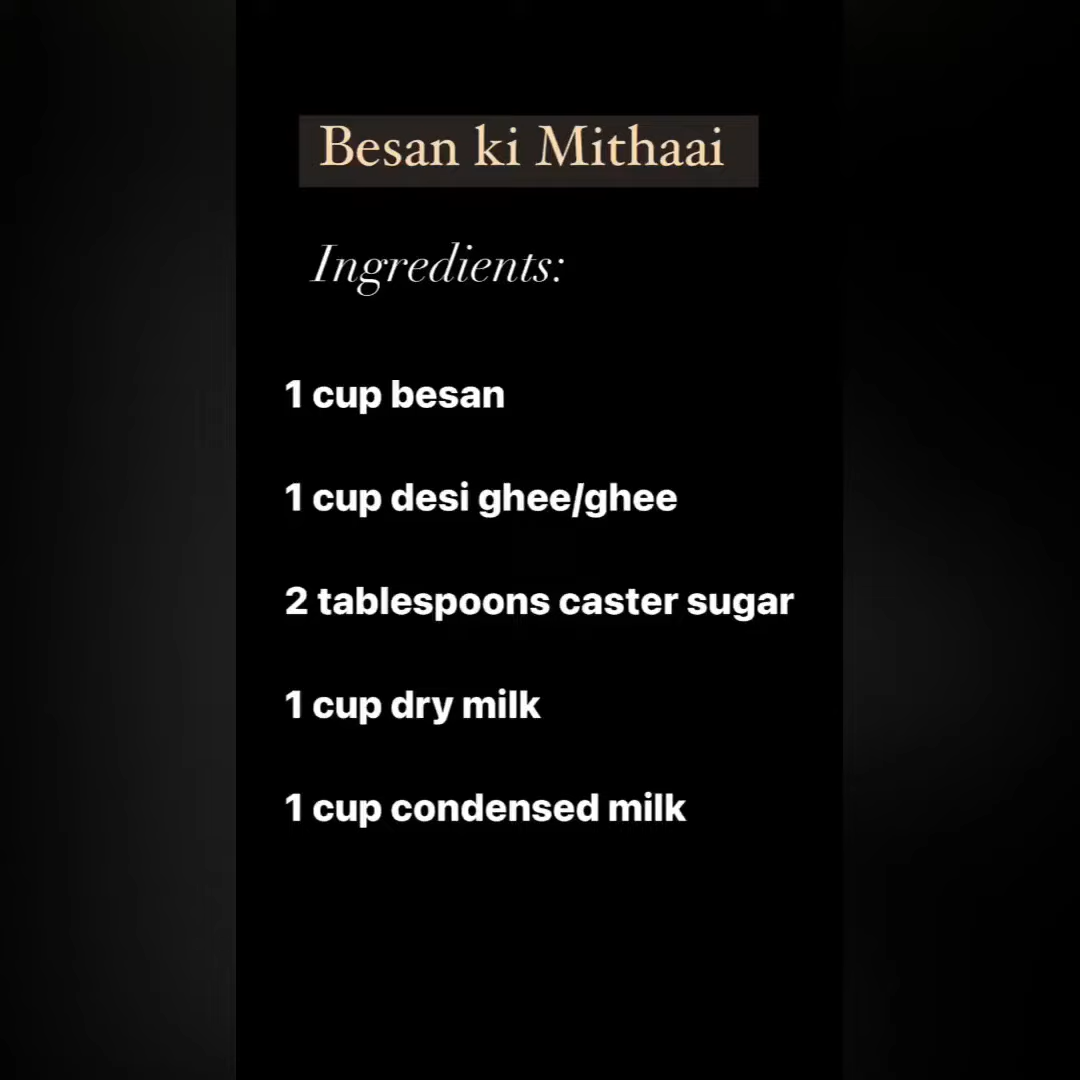 Besan ki Mithaai
Ingredients:
1 cup besan
1 cup desi ghee/ghee
2 tablespoons caster sugar
1 cup dry milk
1 cup condensed milk